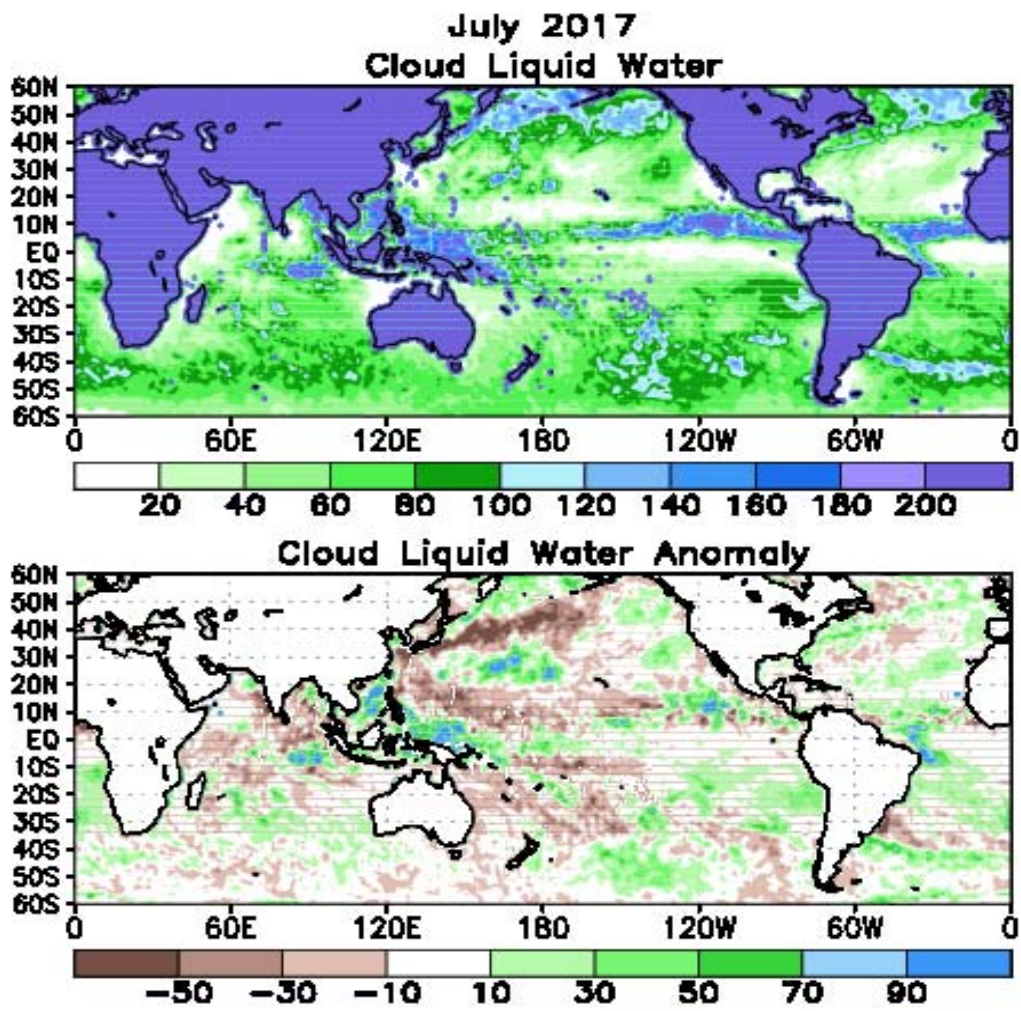 July 2017
Cloud Liquid Water
60N
50N
40N
30N
20N
10N
EQ
10S
20S
30S
40S
50S
60S
0 60E 120E 180 120W 60W 0
20 40 60 80 100 120 140 160 180 200
Cloud Liquid Water Anomaly
60N
50N
40N
30N
20N
10N
EQ
10S
20S
30S
40S
50S
60S
0 60E 120E 180 120W 60W 0
-50 -30 -10 10 30 50 70 90